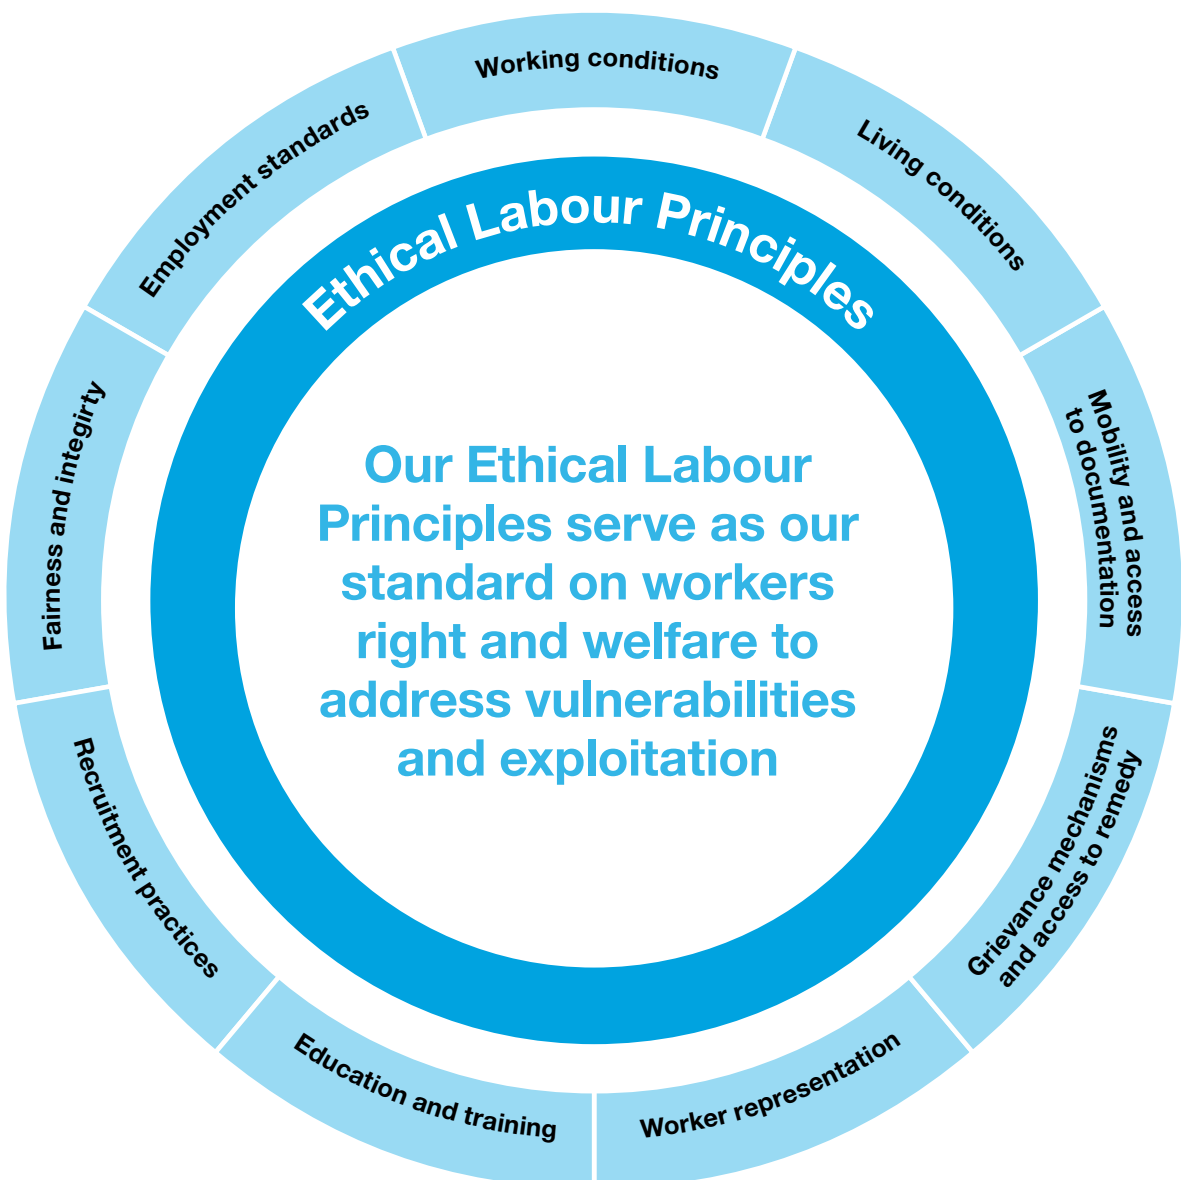 Working conditions
Living conditions
Mobility and access
to documentation
Grievance mechanisms
and access to remedy
Worker representation
Education and training
Recruitment practices
Fairness and integirty
Employment standards
Ethical Labour Principles
Our Ethical Labour
Principles serve as our
standard on workers
right and welfare to
address vulnerabilities
and exploitation